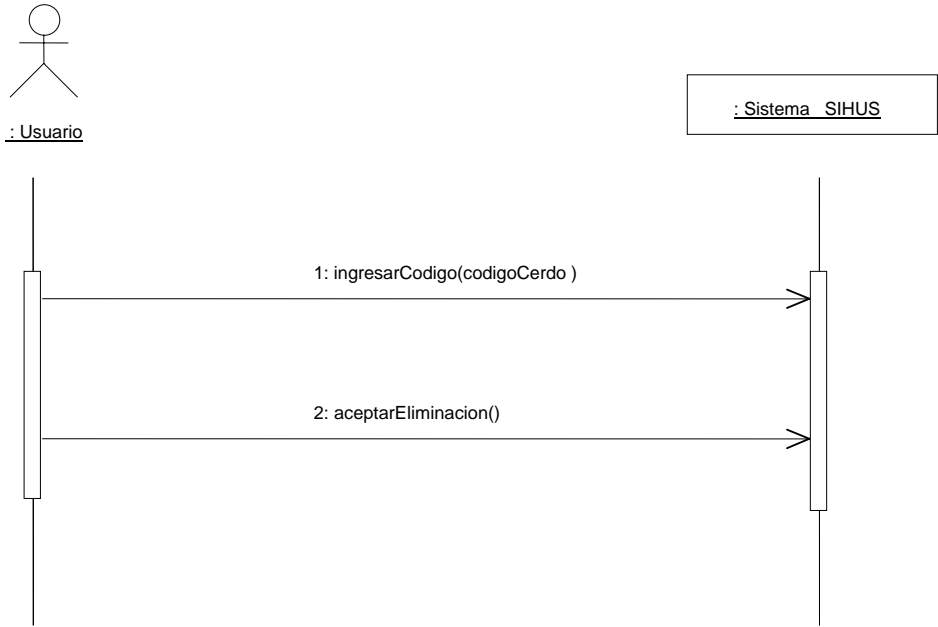 : Usuario
: Sistema SIHUS
1: ingresarCodigo(codigoCerdo )
2: aceptarEliminacion()